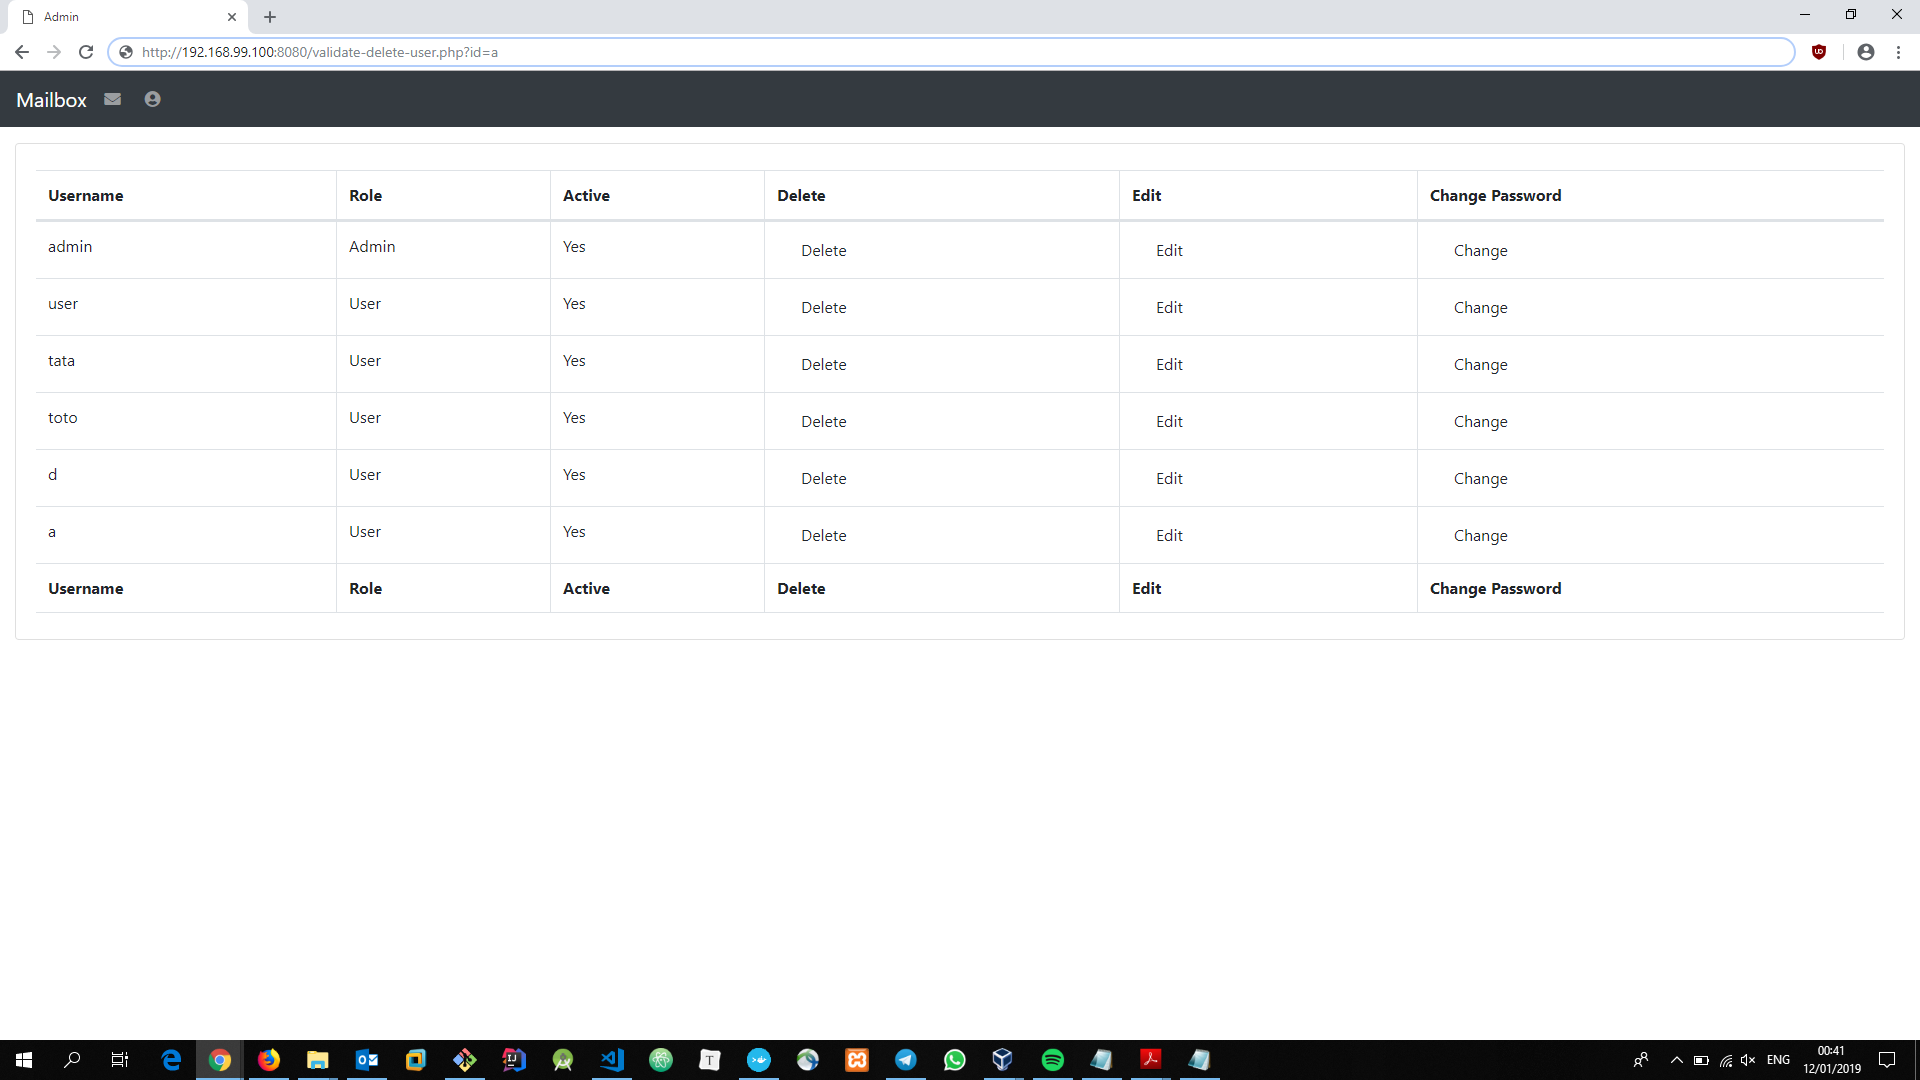 Admin
http://192.168.99.100:8080/validate-delete-user.php?id=a
Mailbox
Username Role Active Delete Edit Change Password
admin Admin Yes Delete Edit Change
user User Yes Delete Edit Change
tata User Yes Delete Edit Change
toto User Yes Delete Edit Change
d User Yes Delete Edit Change
a User Yes Delete Edit Change
Username Role Active Delete Edit Change Password
ENG
00:41
12/01/2019